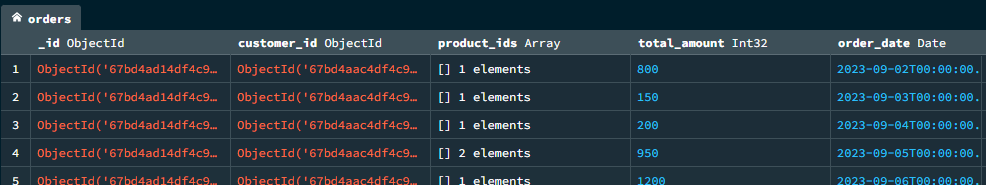 orders
_id ObjectId customer_id ObjectId product_ids Array total_amount Int32 order_date Date
1 ObjectId('67bd4ad14df4c9… ObjectId('67bd4aac4df4c9… [] 1 elements 800 2023-09-02T00:00:00.
2 ObjectId('67bd4ad14df4c9… ObjectId('67bd4aac4df4c9… [] 1 elements 150 2023-09-03T00:00:00.
3 ObjectId('67bd4ad14df4c9… ObjectId('67bd4aac4df4c9… [] 1 elements 200 2023-09-04T00:00:00.
4 ObjectId('67bd4ad14df4c9… ObjectId('67bd4aac4df4c9… [] 2 elements 950 2023-09-05T00:00:00.
5 ObjectId('67bd4ad14df4c9… ObjectId('67bd4aac4df4c9… [] 2 elements 1200 2023-09-06T00:00:00.